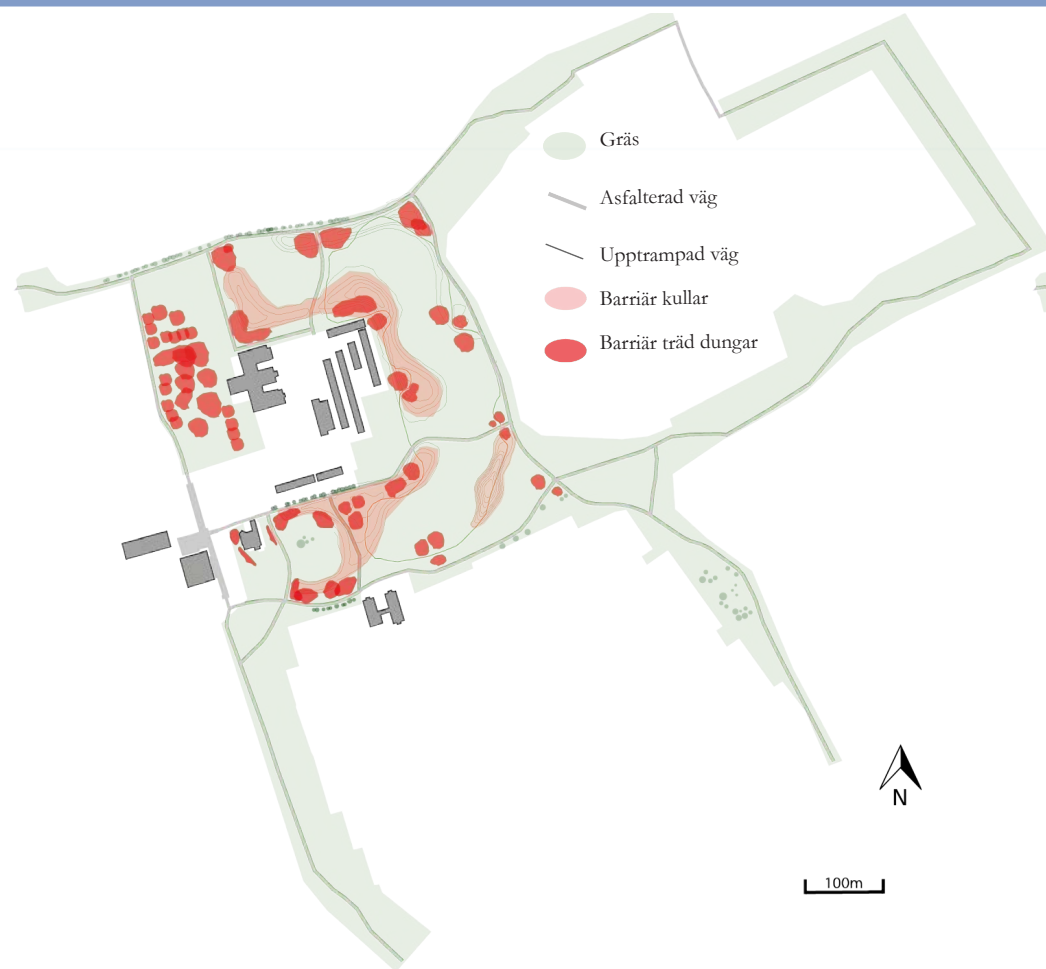 Gräs
Asfalterad väg
Upptrampad väg
Barriär kullar
Barriär träd dungar
N
100m